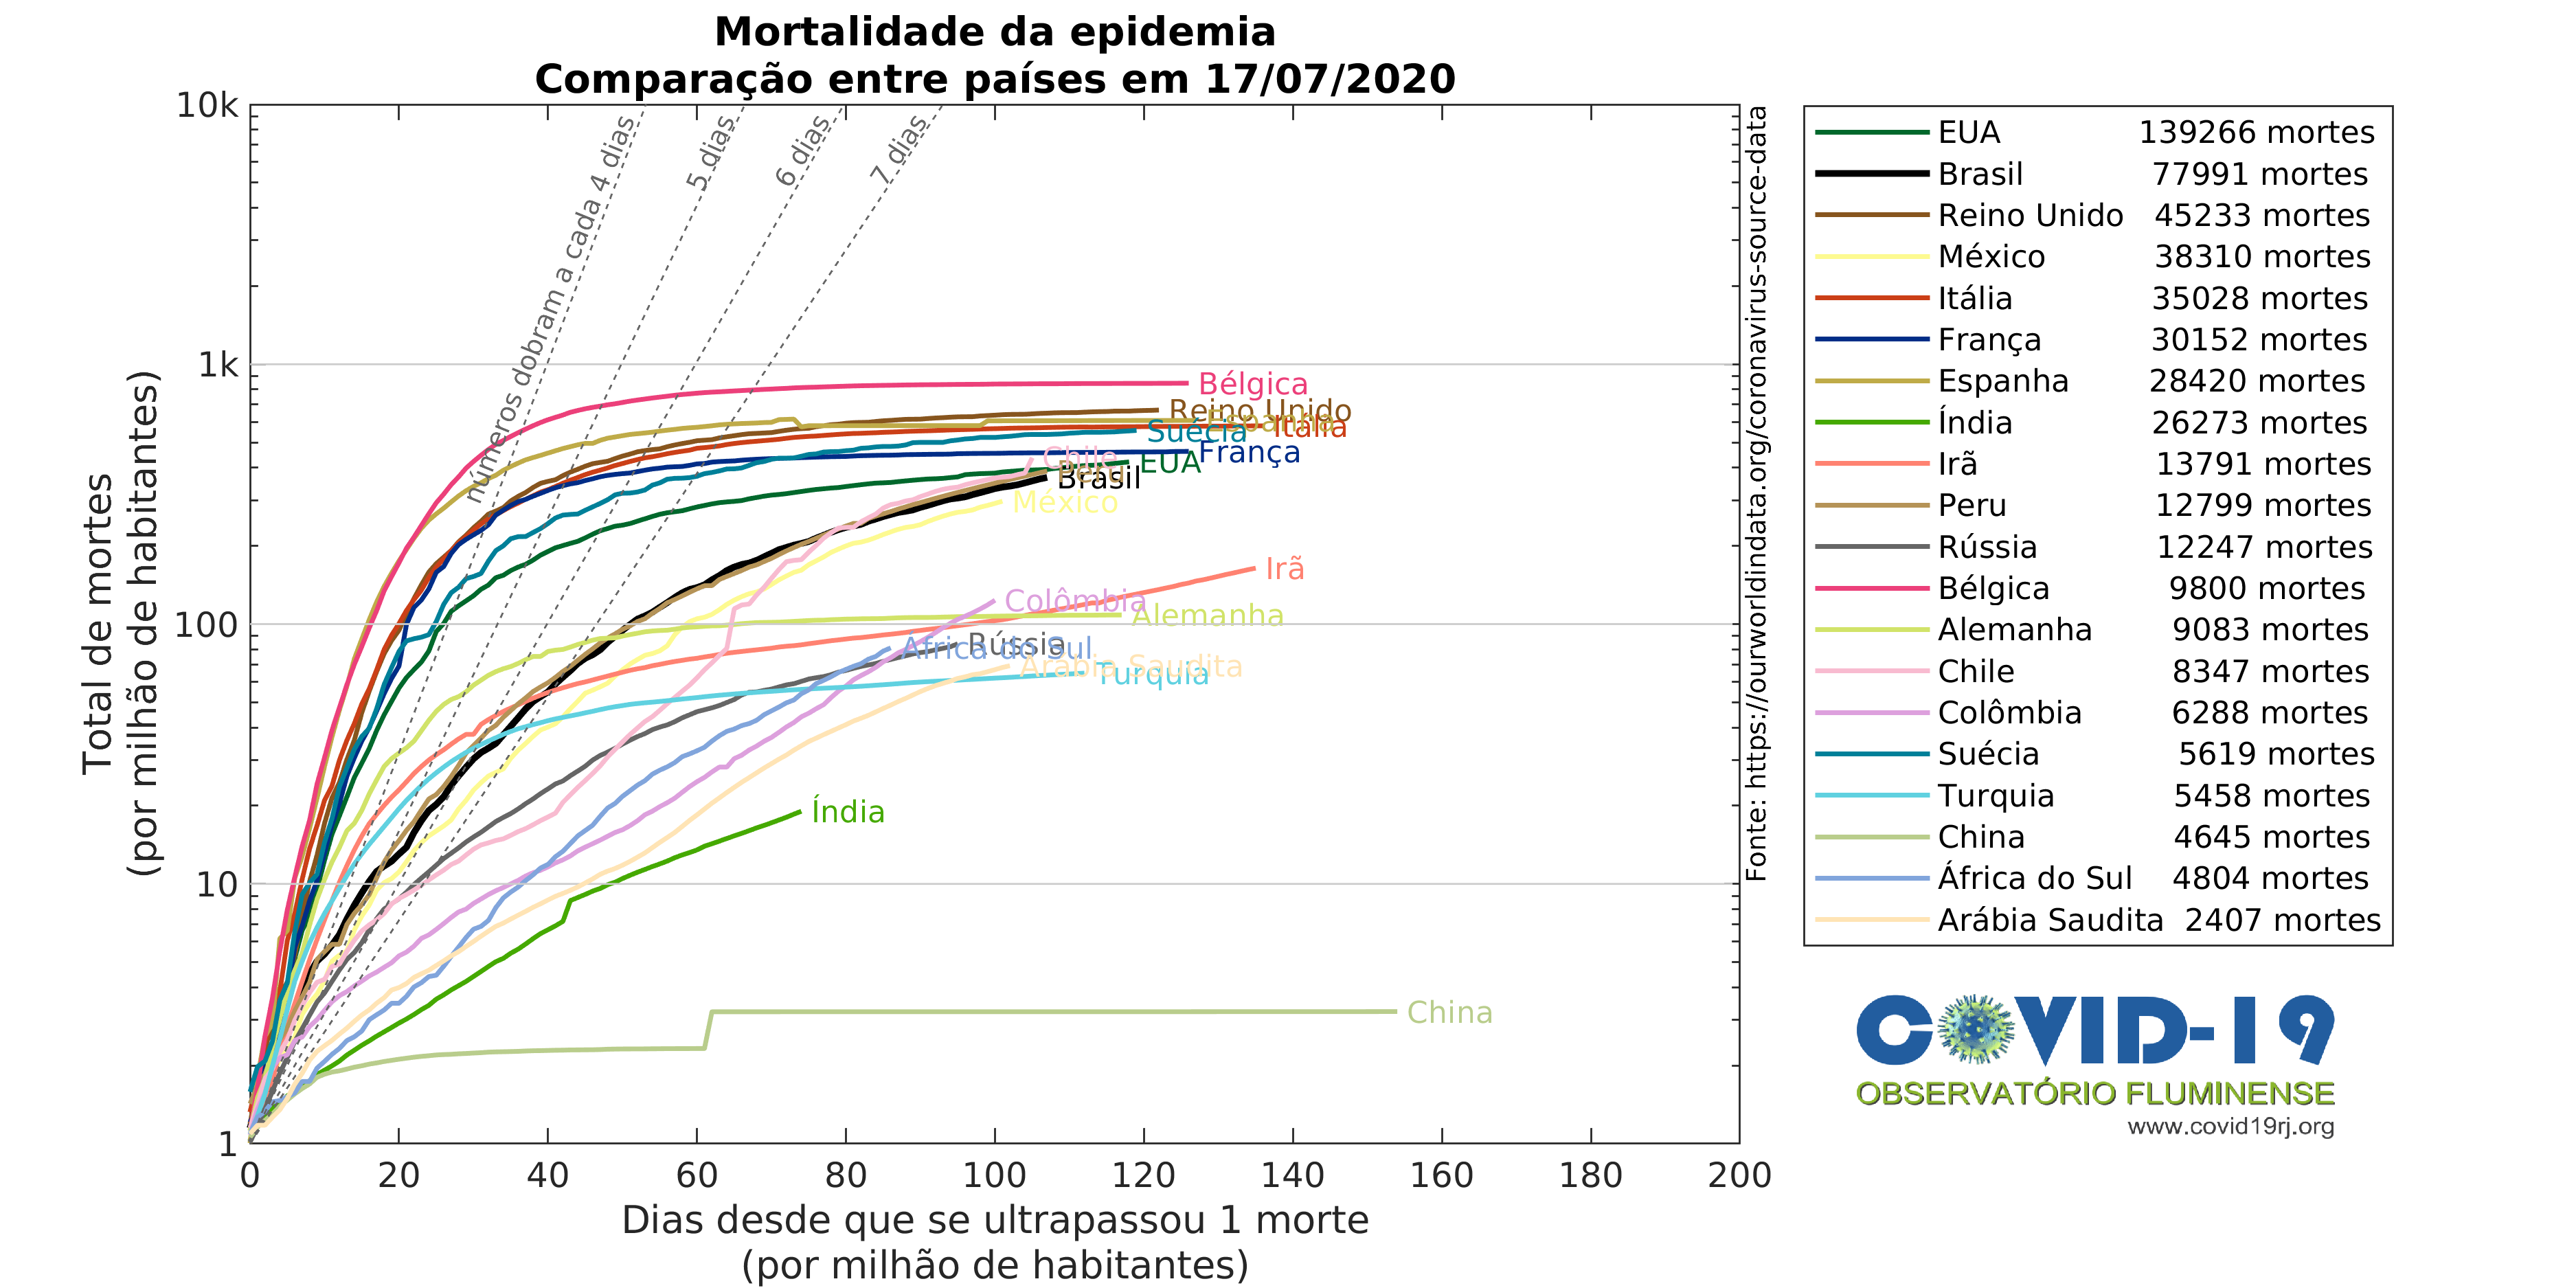 Mortalidade da epidemia
Comparação entre países em 17/07/2020
Total de mortes
(por milhão de habitantes)
10k
1k
100
10
1
0 20 40 60 80 100 120 140 160 180 200
Dias desde que se ultrapassou 1 morte
(por milhão de habitantes)
números dobram a cada 4 dias
5 dias
6 dias
7 dias
Bélgica
Reino Unido
Espanha
Itália
Suécia
França
Chile
EUA
Peru
Brasil
México
Irã
Colômbia
Alemanha
Rússia
África do Sul
Arábia Saudita
Turquia
Índia
China
Fonte: https://ourworldindata.org/coronavirus-source-data
EUA 139266 mortes
Brasil 77991 mortes
Reino Unido 45233 mortes
México 38310 mortes
Itália 35028 mortes
França 30152 mortes
Espanha 28420 mortes
Índia 26273 mortes
Irã 13791 mortes
Peru 12799 mortes
Rússia 12247 mortes
Bélgica 9800 mortes
Alemanha 9083 mortes
Chile 8347 mortes
Colômbia 6288 mortes
Suécia 5619 mortes
Turquia 5458 mortes
China 4645 mortes
África do Sul 4804 mortes
Arábia Saudita 2407 mortes
COVID-19
OBSERVATÓRIO FLUMINENSE
www.covid19rj.org